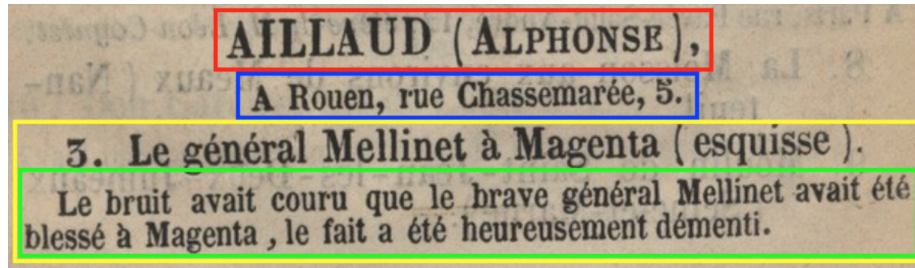 AILLAUD (ALPHONSE),
A Rouen, rue Chassemarée, 5.
3. Le général Mellinet à Magenta (esquisse).
Le bruit avait couru que le brave général Mellinet avait été
blessé à Magenta, le fait a été heureusement démenti.